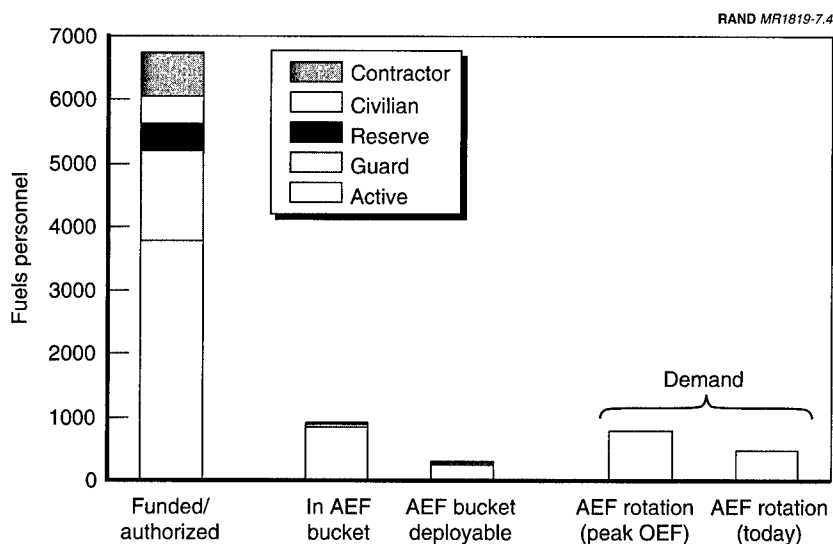 RAND MR1819-7.4
7000
6000
5000
4000
3000
2000
1000
0
Fuels personnel
Contractor
Civilian
Reserve
Guard
Active
Demand
Funded/
authorized
In AEF
bucket
AEF bucket
deployable
AEF rotation
(peak OEF)
AEF rotation
(today)